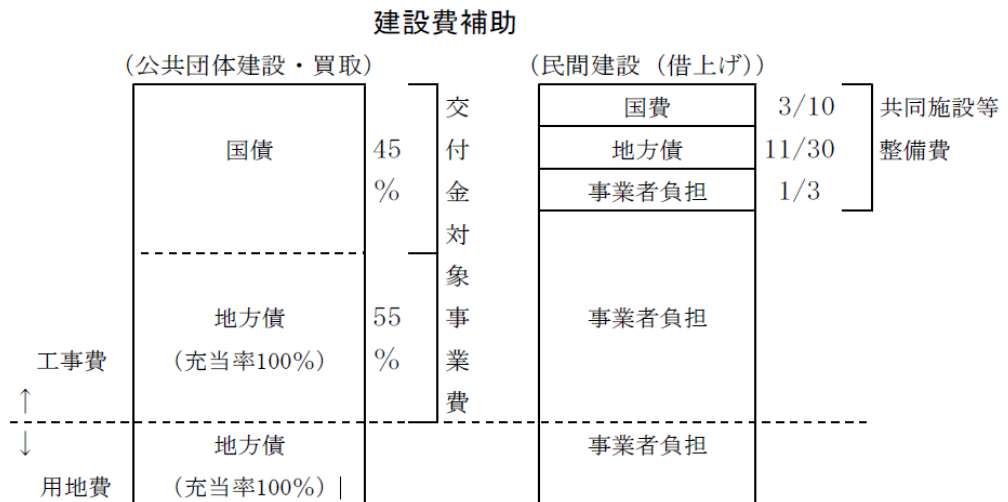 建設費補助
（公共団体建設・買取）
（民間建設（借上げ））
国債
45
%
地方債
55
（充当率100%）
%
交付金対象事業費
国費
3/10
地方債
11/30
事業者負担
1/3
共同施設等
整備費
事業者負担
工事費
↑
↓
用地費
地方債
（充当率100%）
事業者負担